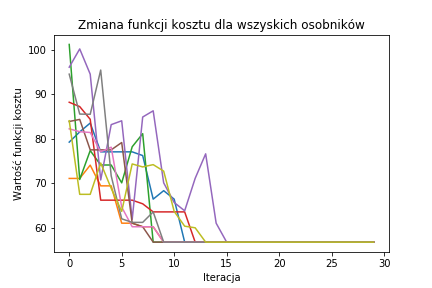 Zmiana funkcji kosztu dla wszyskich osobników
Wartość funkcji kosztu
100
90
80
70
60
0 5 10 15 20 25 30
Iteracja